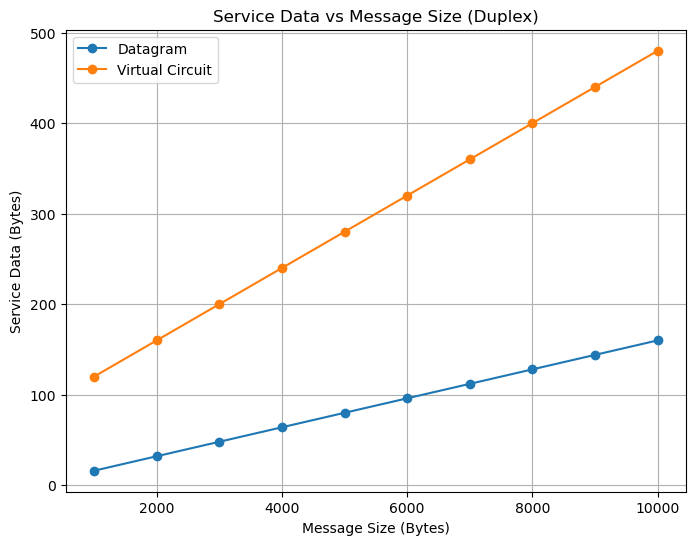 Service Data vs Message Size (Duplex)
Datagram
Virtual Circuit
Service Data (Bytes)
500
400
300
200
100
0
2000 4000 6000 8000 10000
Message Size (Bytes)